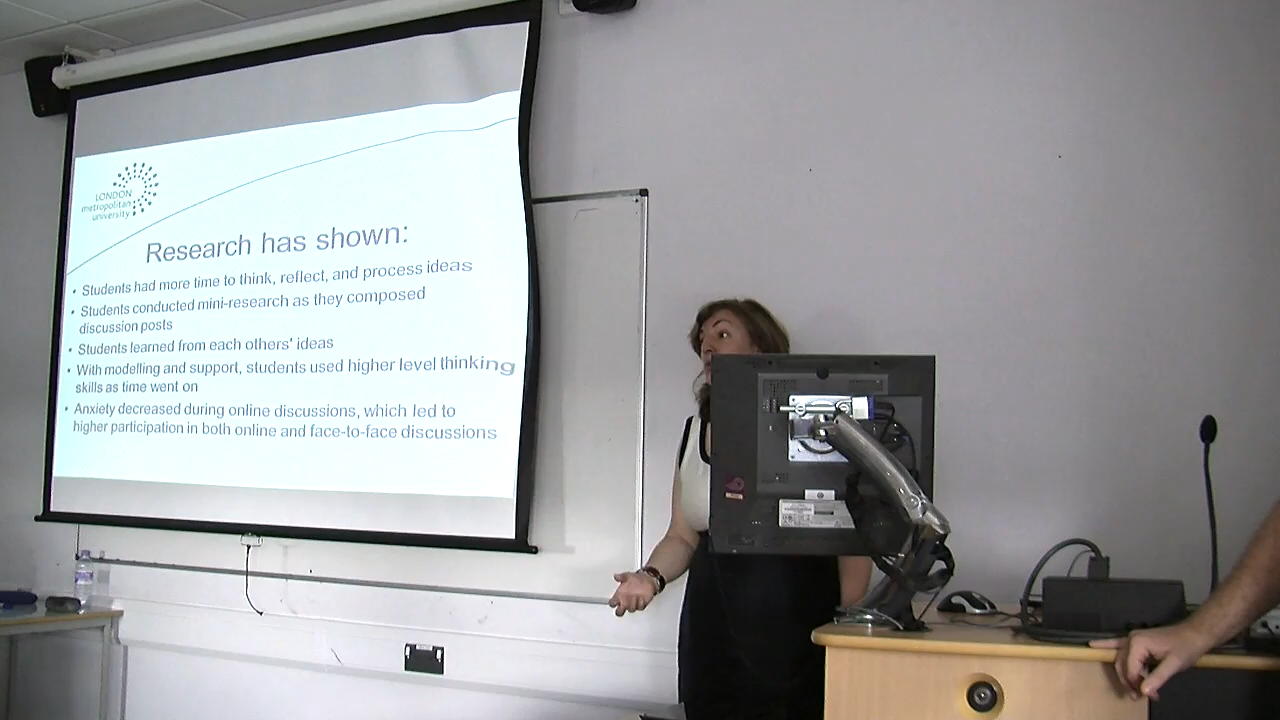 LONDON
metropolitan
university
Research has shown:
• Students had more time to think, reflect, and process ideas
• Students conducted mini-research as they composed
discussion posts
• Students learned from each others' ideas
• With modelling and support, students used higher level thinking
skills as time went on
• Anxiety decreased during online discussions, which led to
higher participation in both online and face-to-face discussions